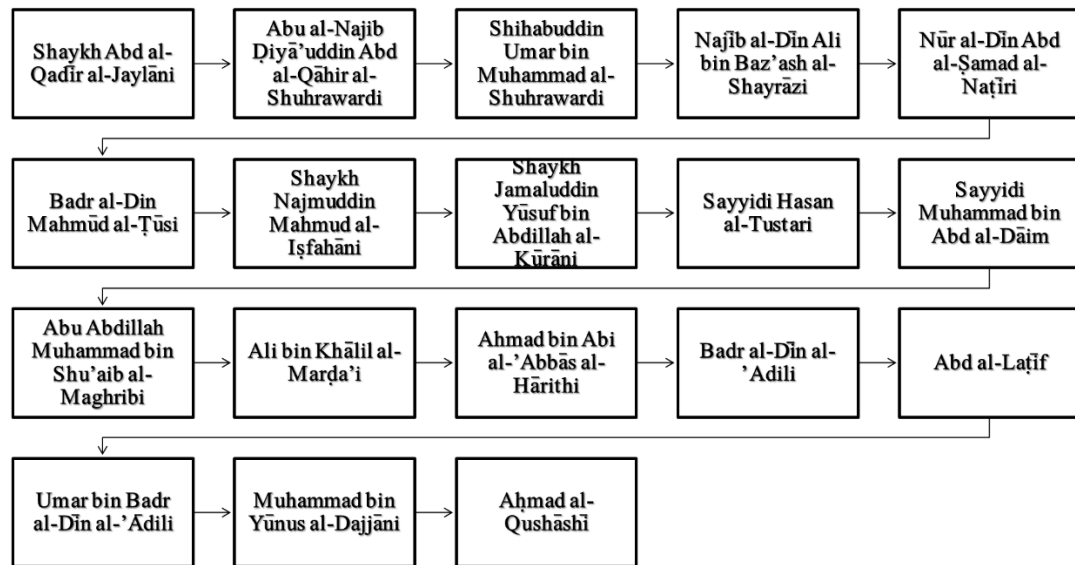 Shaykh Abd al-
Qadīr al-Jaylāni
Abu al-Najib
Ḍiyā’uddin Abd
al-Qāhir al-
Shuhrawardi
Shihabuddin
Umar bin
Muhammad al-
Shuhrawardi
Najīb al-Dīn Ali
bin Baz’ash al-
Shayrāzi
Nūr al-Dīn Abd
al-Ṣamad al-
Naṭīri
Badr al-Din
Mahmūd al-Ṭūsi
Shaykh
Najmuddin
Mahmud al-
Iṣfahāni
Shaykh
Jamaluddin
Yūsuf bin
Abdillah al-
Kūrāni
Sayyidi Hasan
al-Tustari
Sayyidi
Muhammad bin
Abd al-Dāim
Abu Abdillah
Muhammad bin
Shu’aib al-
Maghribi
Ali bin Khālil al-
Marḍa’i
Ahmad bin Abi
al-’Abbās al-
Hārithi
Badr al-Dīn al-
’Adili
Abd al-Laṭīf
Umar bin Badr
al-Dīn al-’Ādili
Muhammad bin
Yūnus al-Dajjāni
Aḥmad al-
Qushāshi